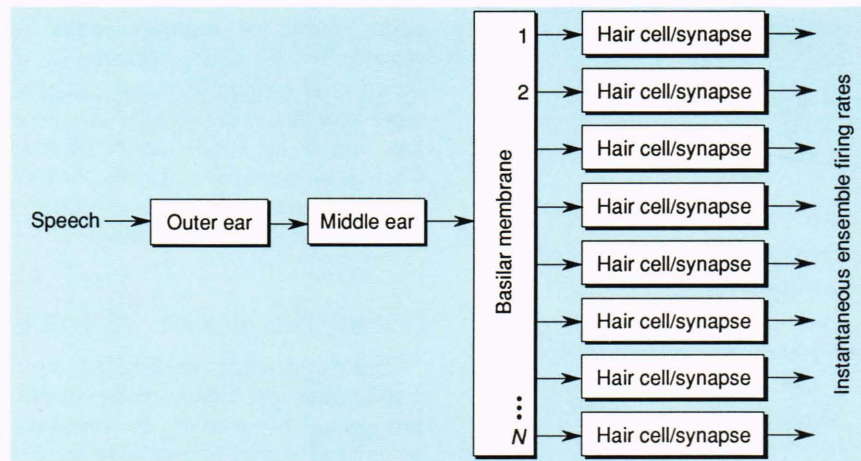 Speech
Outer ear
Middle ear
Basilar membrane
1
2
...
N
Hair cell/synapse
Hair cell/synapse
Hair cell/synapse
Hair cell/synapse
Hair cell/synapse
Hair cell/synapse
Hair cell/synapse
Hair cell/synapse
Instantaneous ensemble firing rates